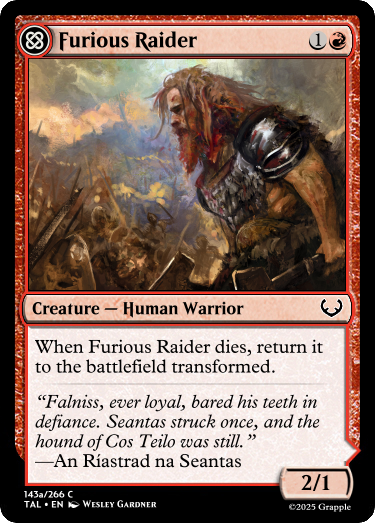 Furious Raider
1
Creature — Human Warrior
When Furious Raider dies, return it
to the battlefield transformed.
“Falniss, ever loyal, bared his teeth in
defiance. Seantas struck once, and the
hound of Cos Teilo was still.”
—An Ríastrad na Seantas
2/1
143a/266 C
TAL • EN Wesley Gardner
©2025 Grapple